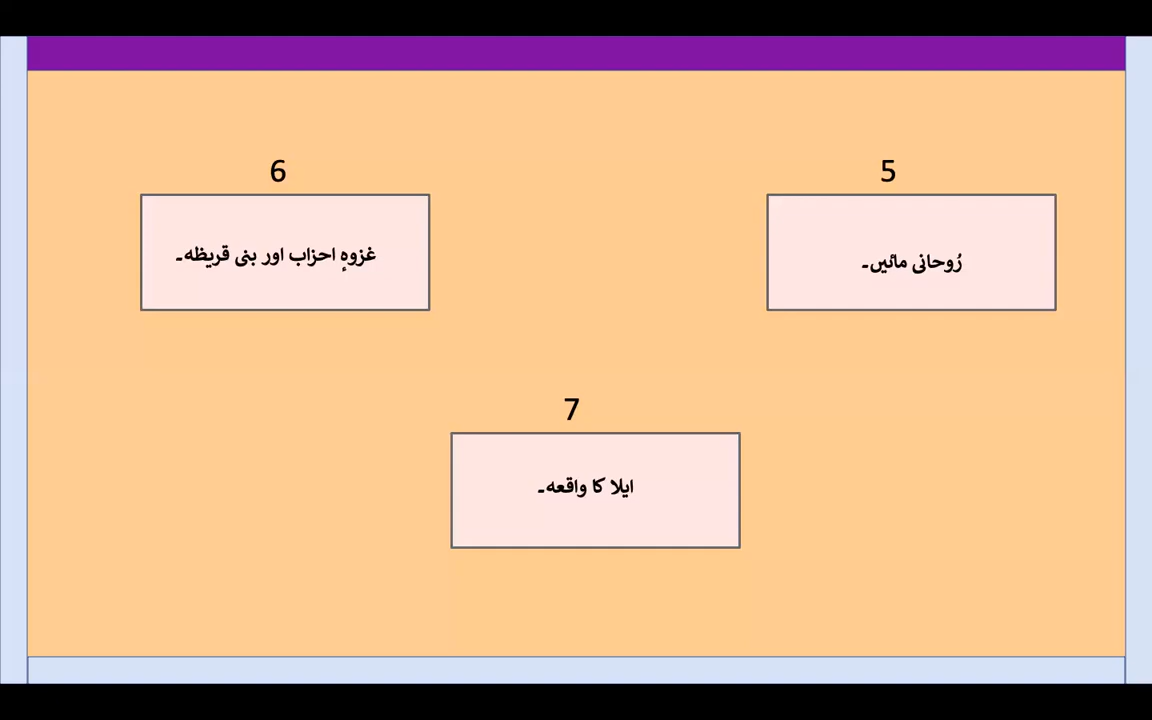 5
رُوحانی مائیں۔
6
غزوہِ احزاب اور بنی قریظہ۔
7
ایلا کا واقعہ۔